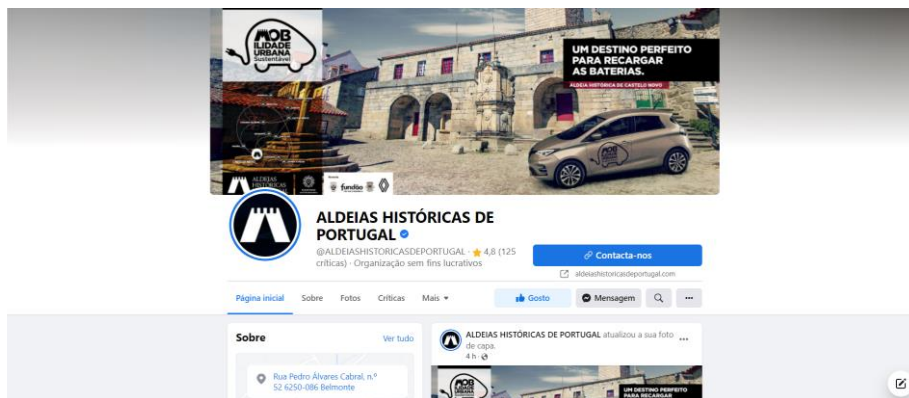 MOB
ILIDADE
URBANA
Sustentável
UM DESTINO PERFEITO
PARA RECARGAR
AS BATERIAS.
ALDEIA HISTÓRICA DE CASTELO NOVO
MOB
ALDEIAS
HISTÓRICAS
fundão
ALDEIAS HISTÓRICAS DE
PORTUGAL
@ALDEIASHISTORICASDEPORTUGAL · 4,8 (125
críticas) · Organização sem fins lucrativos
Contacta-nos
aldeiashistoricasdeportugal.com
Página inicial Sobre Fotos Críticas Mais
Gosto Mensagem
Sobre Ver tudo
Rua Pedro Álvares Cabral, n.º
52 6250-086 Belmonte
ALDEIAS HISTÓRICAS DE PORTUGAL atualizou a sua foto
de capa.
4 h ·
MOB
UM DESTINO PERFEITO
PARA RECARGAR